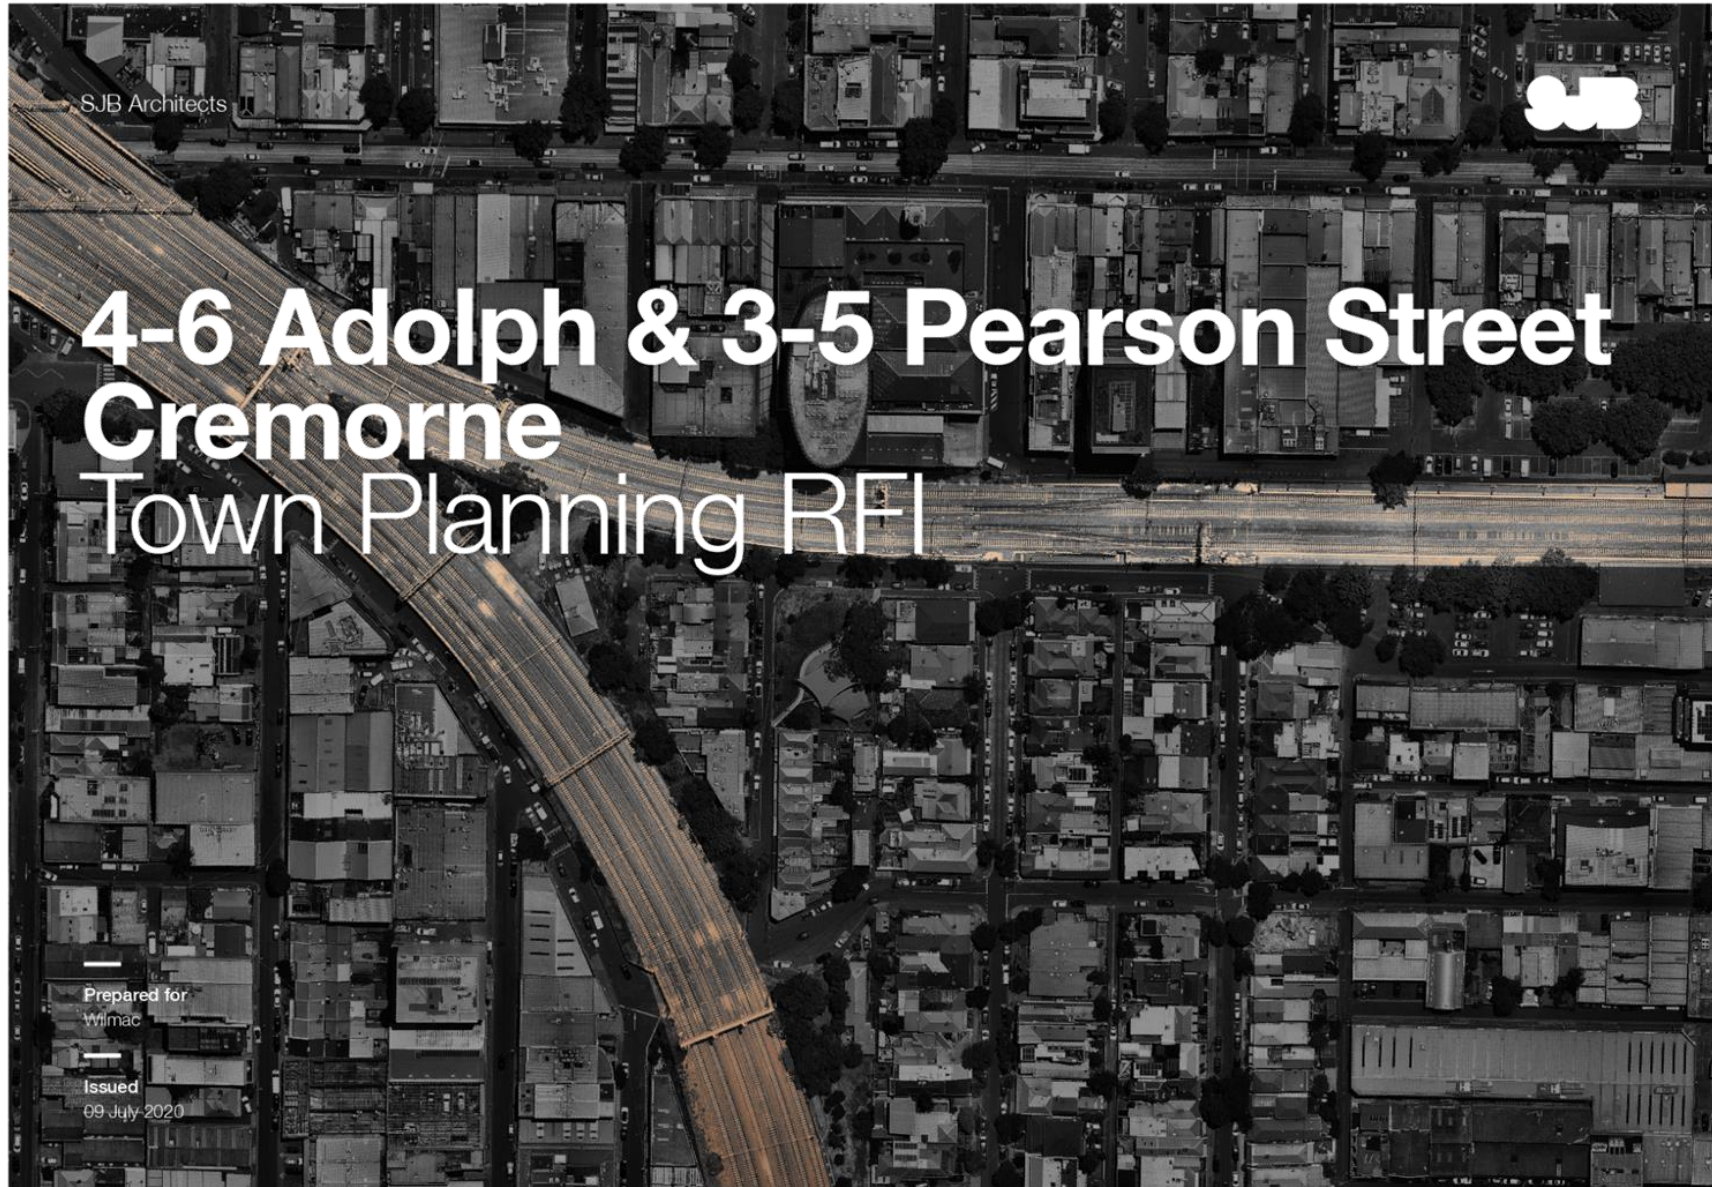 SJB Architects
SJB
4-6 Adolph & 3-5 Pearson Street
Cremorne
Town Planning RFI
Prepared for
Wilmac
Issued
09 July 2020